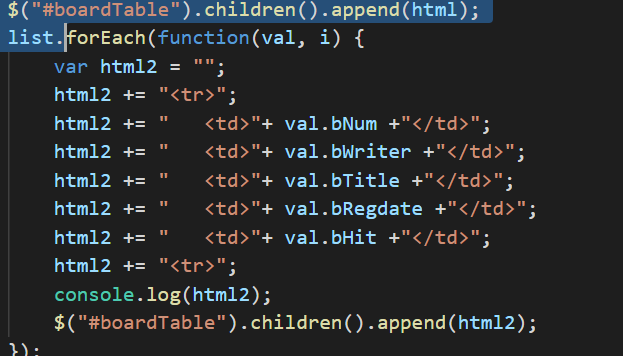 $("#boardTable").children().append(html);
list.forEach(function(val, i) {
    var html2 = "";
    html2 += "<tr>";
    html2 += "   <td>"+ val.bNum +"</td>";
    html2 += "   <td>"+ val.bWriter +"</td>";
    html2 += "   <td>"+ val.bTitle +"</td>";
    html2 += "   <td>"+ val.bRegdate +"</td>";
    html2 += "   <td>"+ val.bHit +"</td>";
    html2 += "<tr>";
    console.log(html2);
    $("#boardTable").children().append(html2);
});